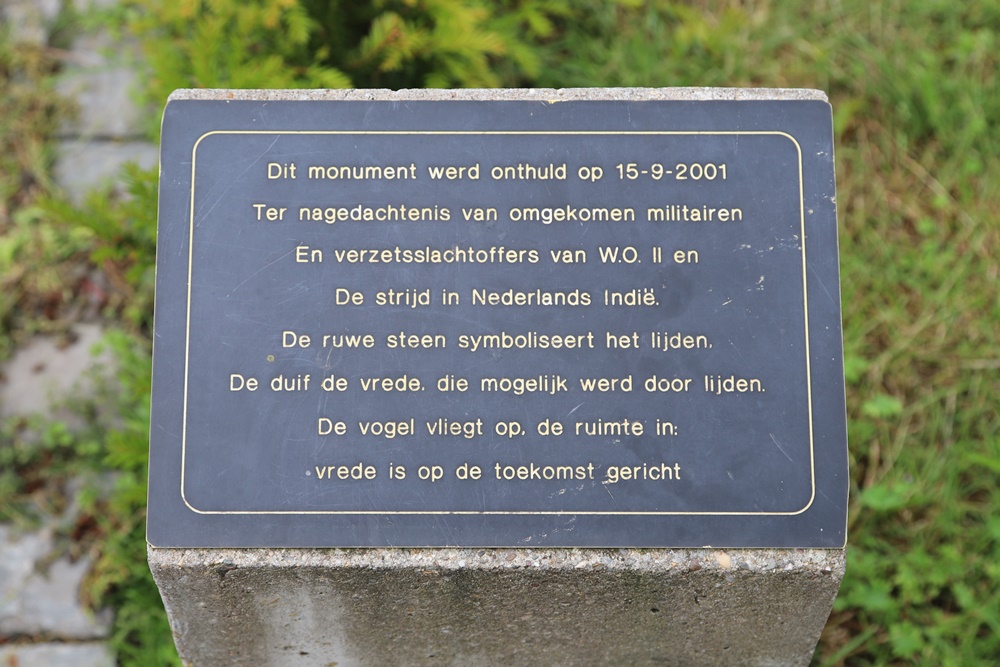 Dit monument werd onthuld op 15-9-2001
Ter nagedachtenis van omgekomen militairen
En verzetsslachtoffers van W.O. II en
De strijd in Nederlands Indië.
De ruwe steen symboliseert het lijden,
De duif de vrede, die mogelijk werd door lijden.
De vogel vliegt op, de ruimte in:
vrede is op de toekomst gericht